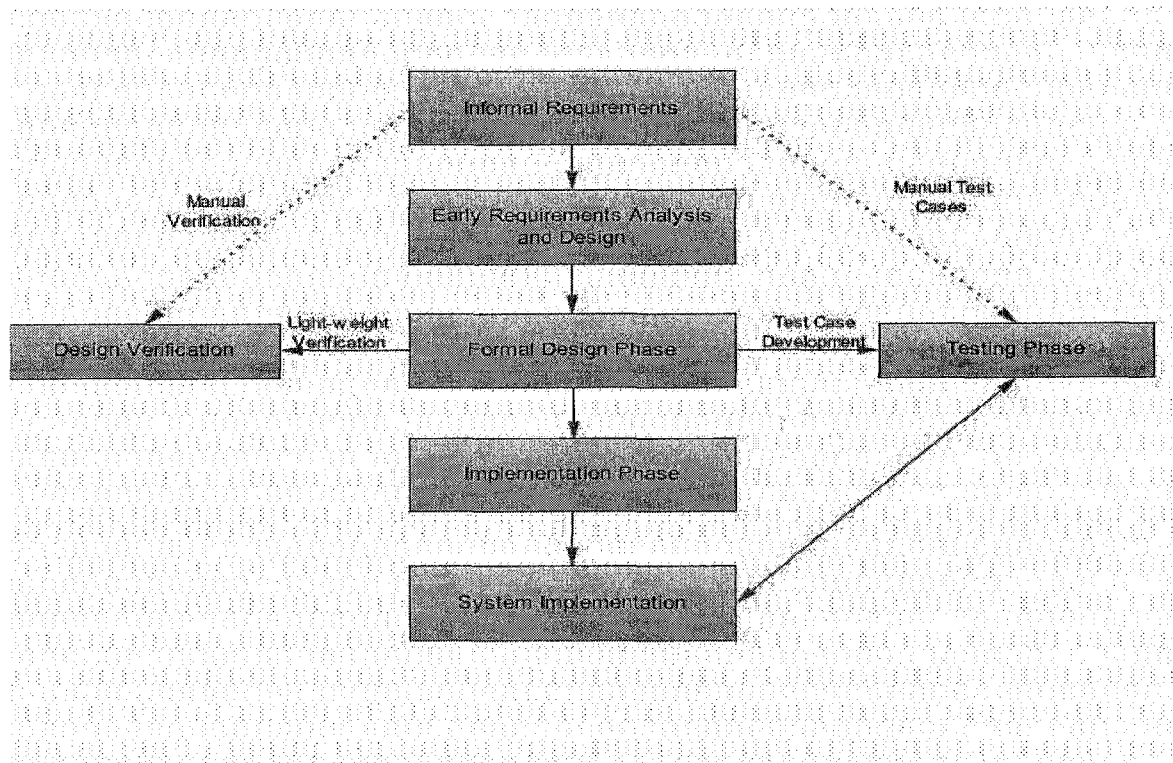 Informal Requirements
Manual
Verification
Manual Test
Cases
Early Requirements Analysis
and Design
Design Verification
Light-weight
Verification
Formal Design Phase
Test Case
Development
Testing Phase
Implementation Phase
System Implementation